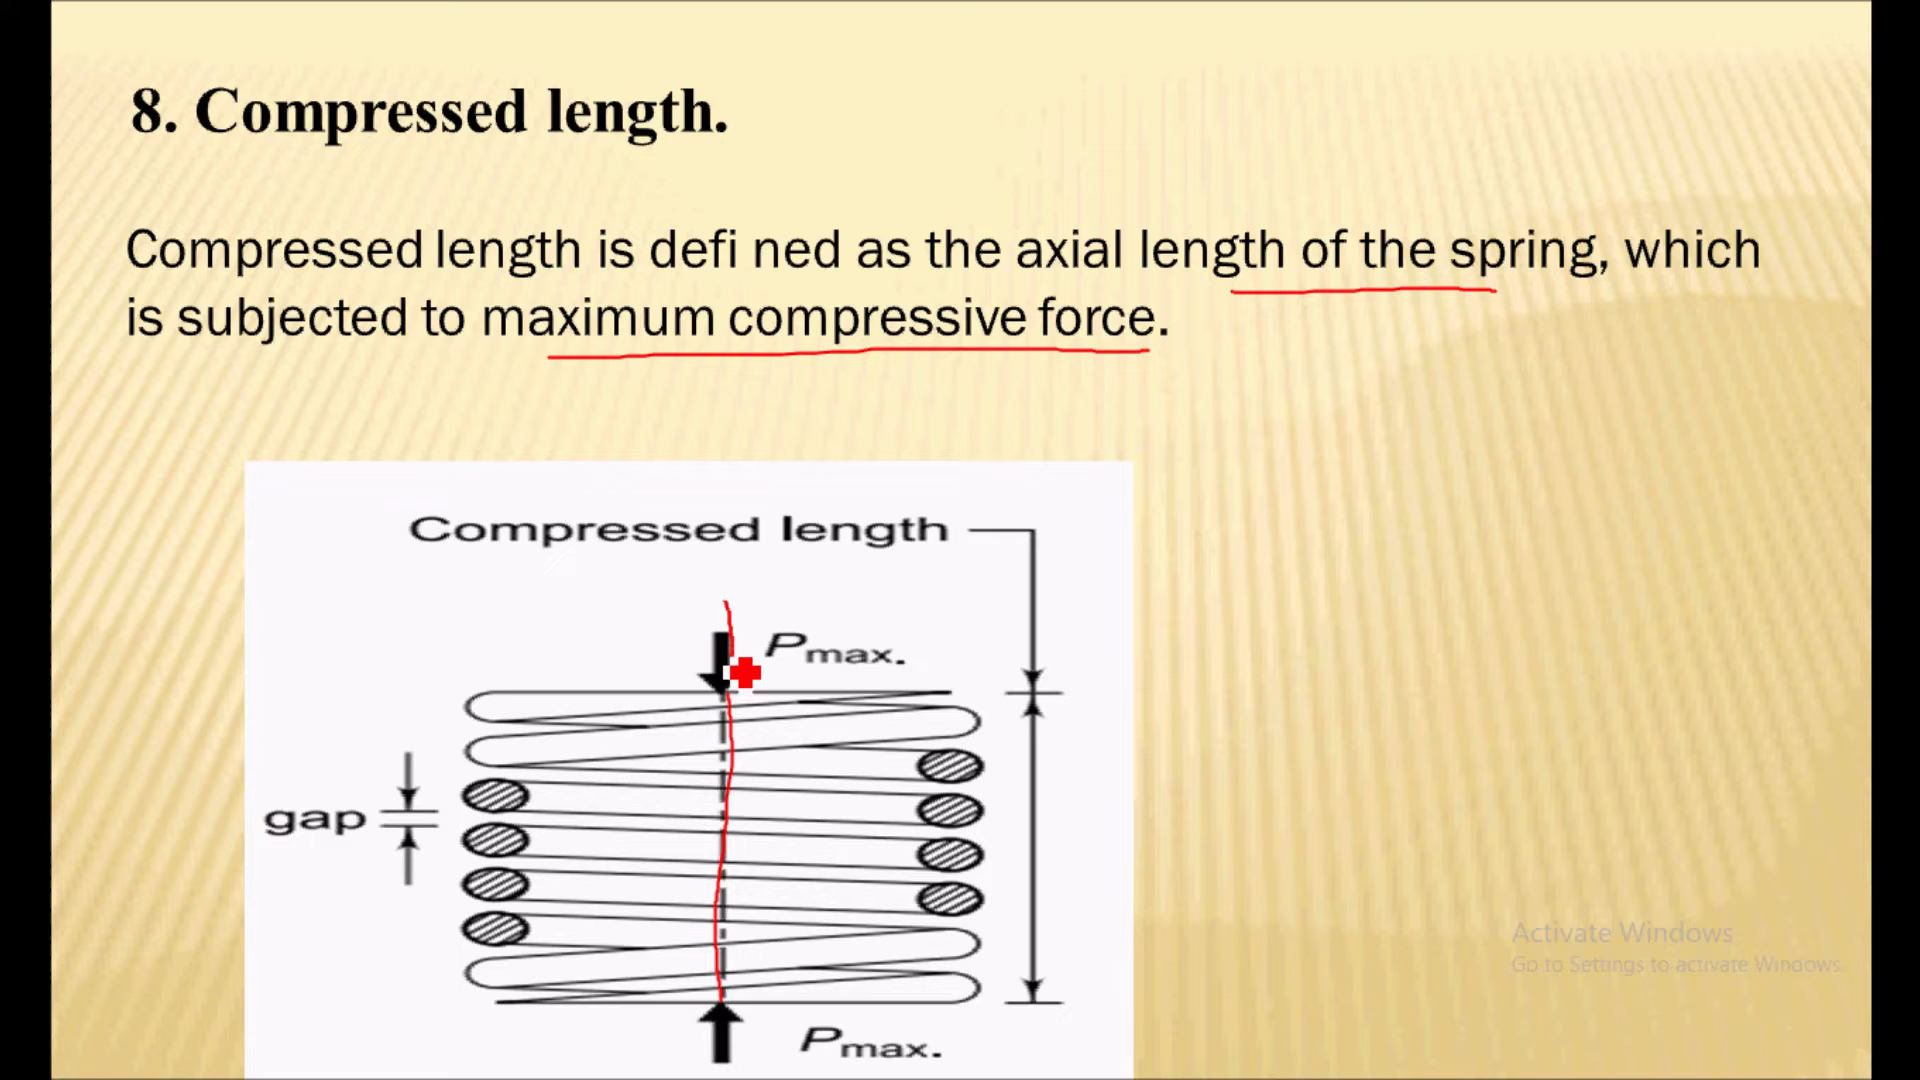 8. Compressed length.
Compressed length is defi ned as the axial length of the spring, which
is subjected to maximum compressive force.
Compressed length
Pmax.
gap
Pmax.
Activate Windows
Go to Settings to activate Windows.